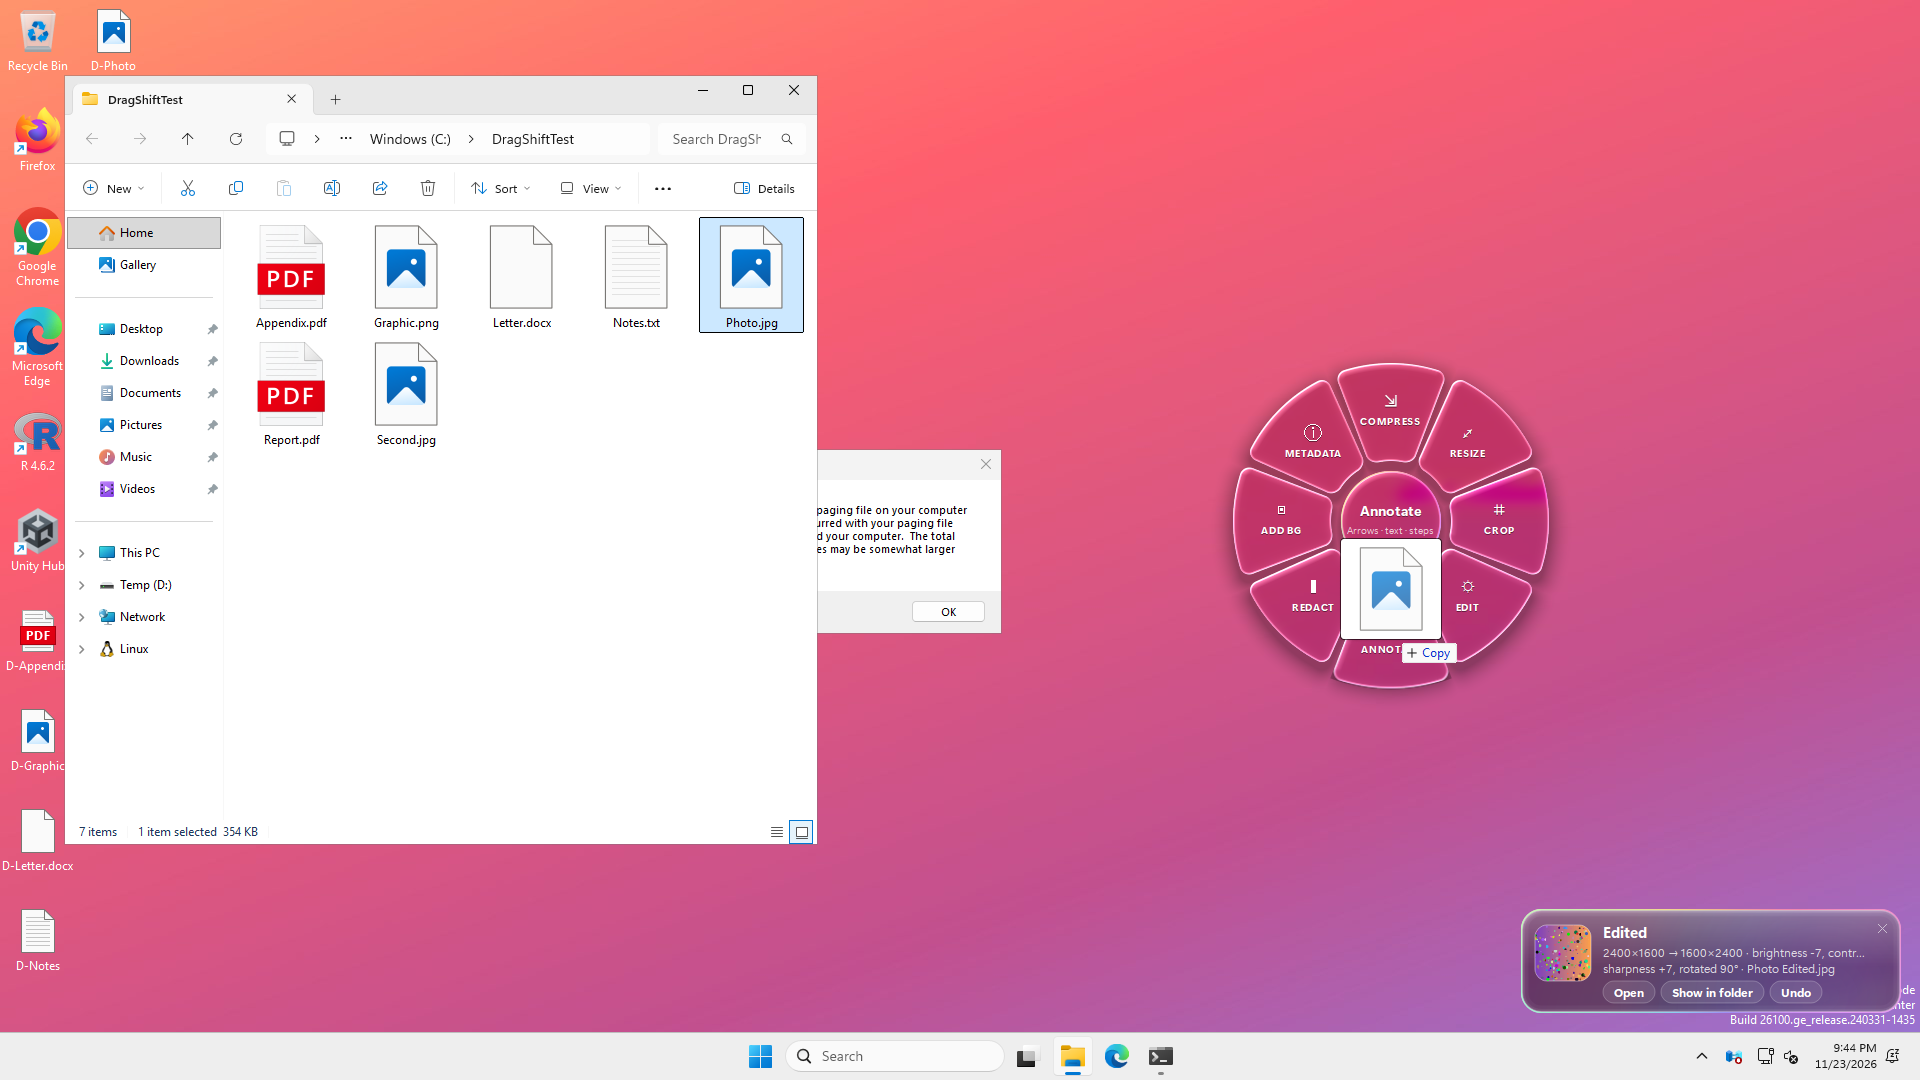 Recycle Bin
D-Photo
Firefox
Google
Chrome
Microsoft
Edge
R 4.6.2
Unity Hub
PDF
D-Appendi
D-Graphic
D-Letter.docx
D-Notes
DragShiftTest
Windows (C:)
DragShiftTest
Search DragSh
New
Sort
View
Details
Home
Gallery
Desktop
Downloads
Documents
Pictures
Music
Videos
This PC
Temp (D:)
Network
Linux
PDF
Appendix.pdf
Graphic.png
Letter.docx
Notes.txt
Photo.jpg
PDF
Report.pdf
Second.jpg
7 items
1 item selected 354 KB
paging file on your computer
urred with your paging file
d your computer. The total
es may be somewhat larger
OK
COMPRESS
METADATA
RESIZE
ADD BG
Annotate
Arrows · text · steps
CROP
REDACT
EDIT
ANNOT
+ Copy
Edited
2400×1600 → 1600×2400 · brightness -7, contr...
sharpness +7, rotated 90° · Photo Edited.jpg
Open
Show in folder
Undo
de
nter
Build 26100.ge_release.240331-1435
Search
9:44 PM
11/23/2026